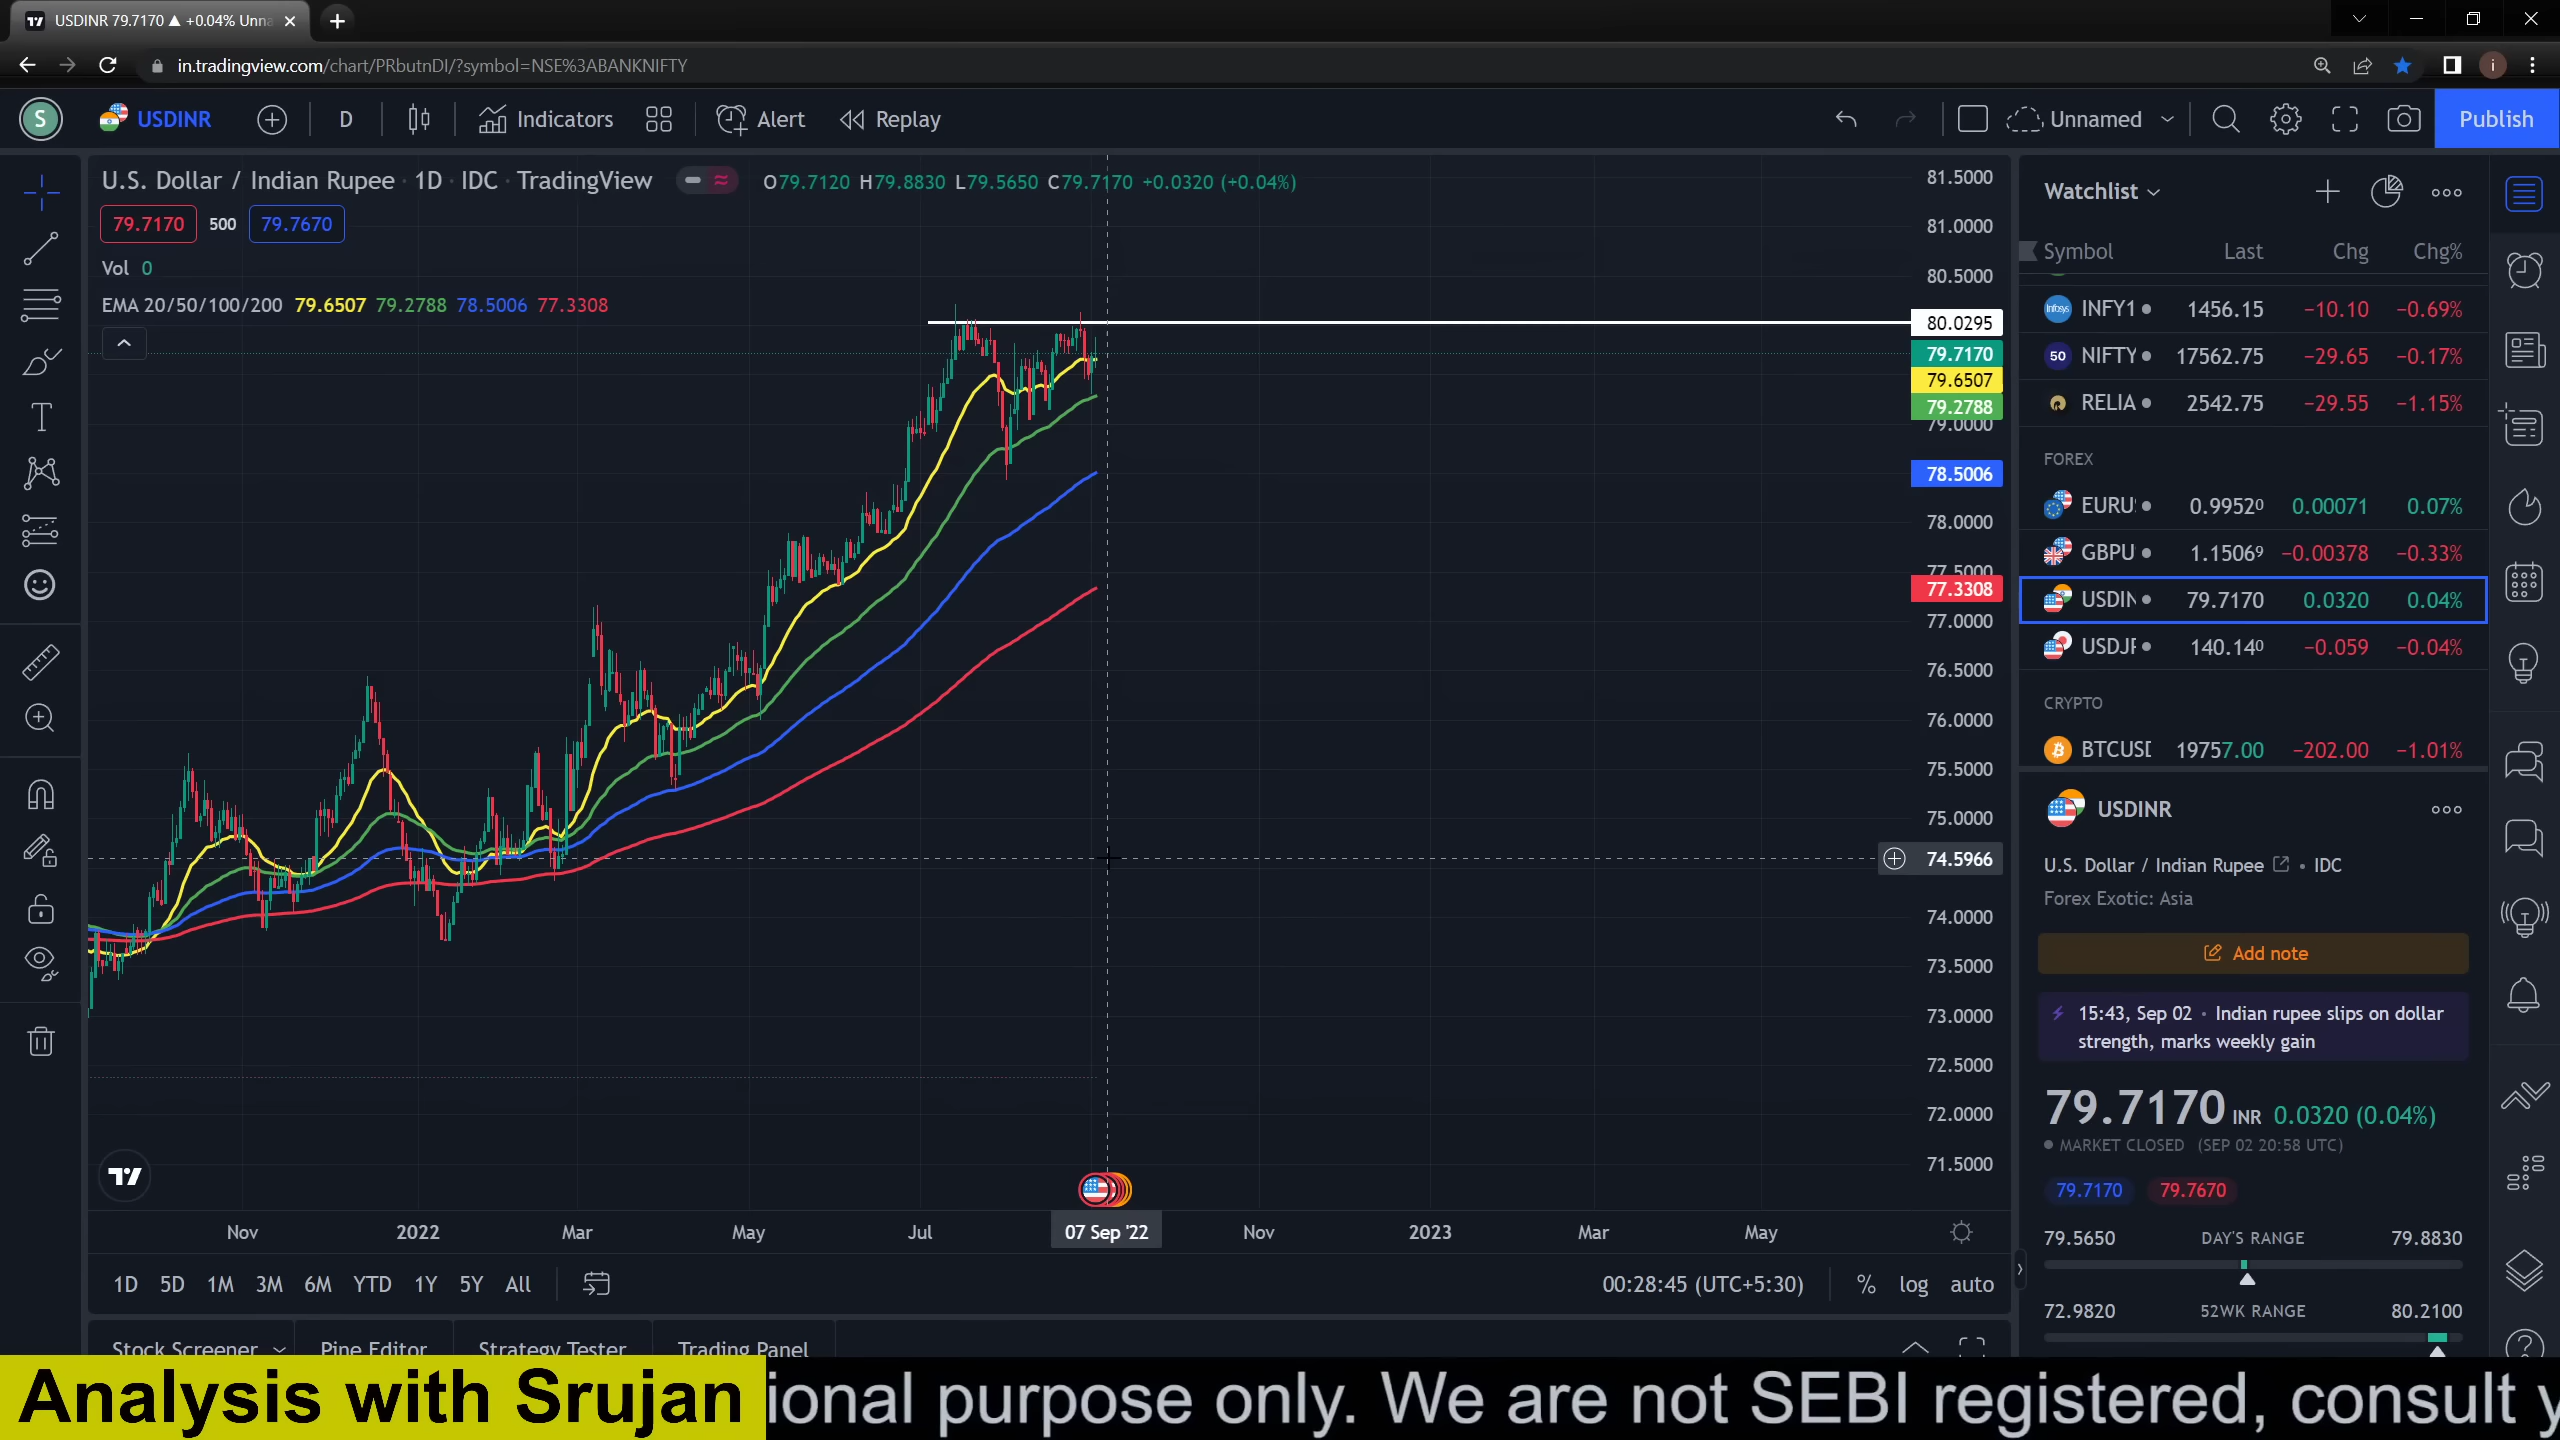 USDINR 79.7170 ▲ +0.04% Unna
in.tradingview.com/chart/PRbutnDI/?symbol=NSE%3ABANKNIFTY
i
S
USDINR
D
Indicators
Alert
Replay
Unnamed
Publish
U.S. Dollar / Indian Rupee · 1D · IDC · TradingView
O79.7120 H79.8830 L79.5650 C79.7170 +0.0320 (+0.04%)
79.7170 500 79.7670
Vol 0
EMA 20/50/100/200 79.6507 79.2788 78.5006 77.3308
81.5000
81.0000
80.5000
80.0295
79.7170
79.6507
79.2788
79.0000
78.5006
78.0000
77.5000
77.3308
77.0000
76.5000
76.0000
75.5000
75.0000
74.5966
74.0000
73.5000
73.0000
72.5000
72.0000
71.5000
Nov 2022 Mar May Jul 07 Sep '22 Nov 2023 Mar May
1D 5D 1M 3M 6M YTD 1Y 5Y All
00:28:45 (UTC+5:30) % log auto
Stock Screener Pine Editor Strategy Tester Trading Panel
Watchlist
Symbol Last Chg Chg%
Infosys INFY1 1456.15 −10.10 −0.69%
50 NIFTY 17562.75 −29.65 −0.17%
RELIA 2542.75 −29.55 −1.15%
FOREX
EURU 0.99520 0.00071 0.07%
GBPU 1.15069 −0.00378 −0.33%
USDIN 79.7170 0.0320 0.04%
USDJP 140.140 −0.059 −0.04%
CRYPTO
BTCUSD 19757.00 −202.00 −1.01%
USDINR
U.S. Dollar / Indian Rupee • IDC
Forex Exotic: Asia
Add note
15:43, Sep 02 · Indian rupee slips on dollar
strength, marks weekly gain
79.7170 INR 0.0320 (0.04%)
MARKET CLOSED (SEP 02 20:58 UTC)
79.7170 79.7670
79.5650 DAY'S RANGE 79.8830
72.9820 52WK RANGE 80.2100
Analysis with Srujan
ional purpose only. We are not SEBI registered, consult y